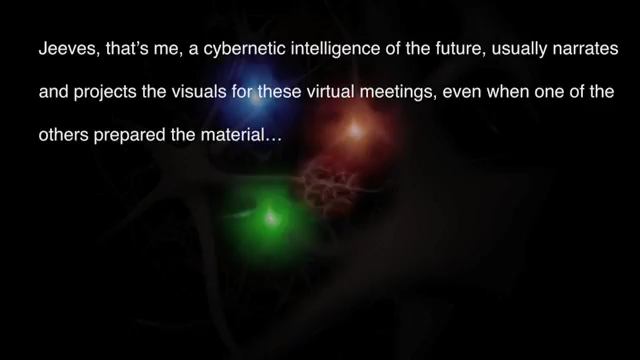 Jeeves, that’s me, a cybernetic intelligence of the future, usually narrates
and projects the visuals for these virtual meetings, even when one of the
others prepared the material…